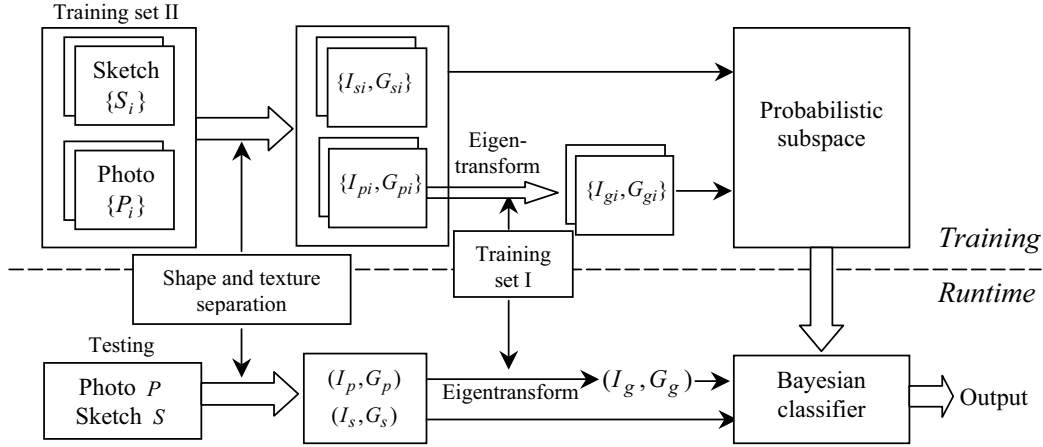 Training set II
Sketch
{S_i}
Photo
{P_i}
{I_si, G_si}
{I_pi, G_pi}
Eigen-
transform
{I_gi, G_gi}
Probabilistic
subspace
Training
Shape and texture
separation
Training
set I
Runtime
Testing
Photo P
Sketch S
(I_p, G_p)
(I_s, G_s)
Eigentransform
(I_g, G_g)
Bayesian
classifier
Output